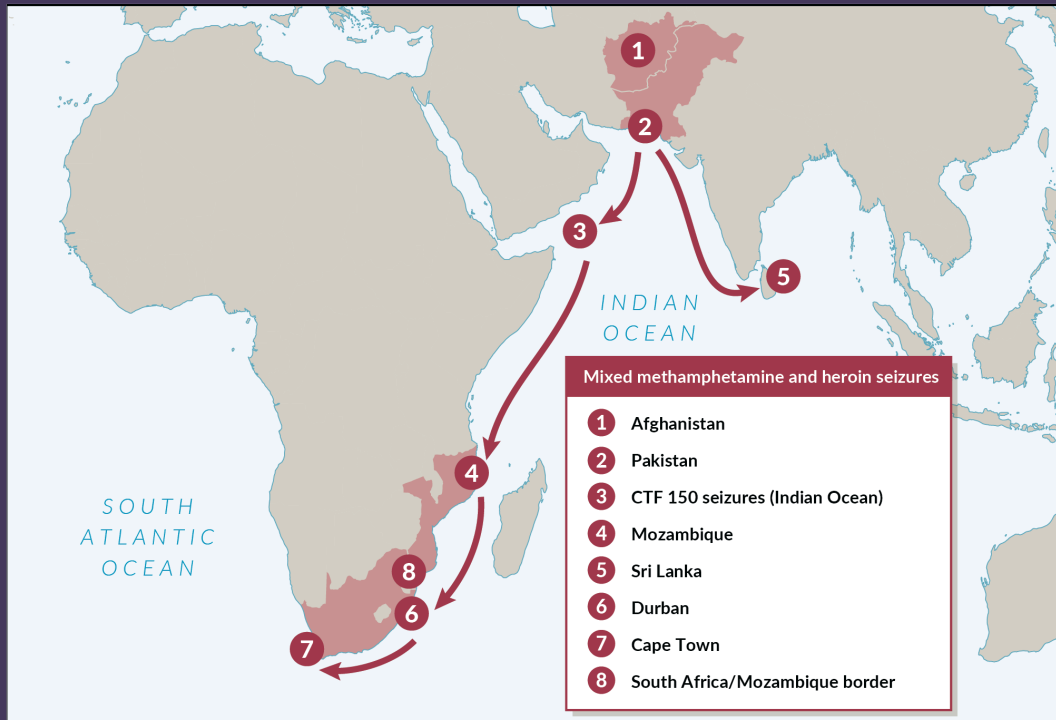 1
2
3
5
INDIAN
OCEAN
Mixed methamphetamine and heroin seizures
1 Afghanistan
2 Pakistan
3 CTF 150 seizures (Indian Ocean)
4 Mozambique
5 Sri Lanka
6 Durban
7 Cape Town
8 South Africa/Mozambique border
4
SOUTH
ATLANTIC
OCEAN
8
6
7